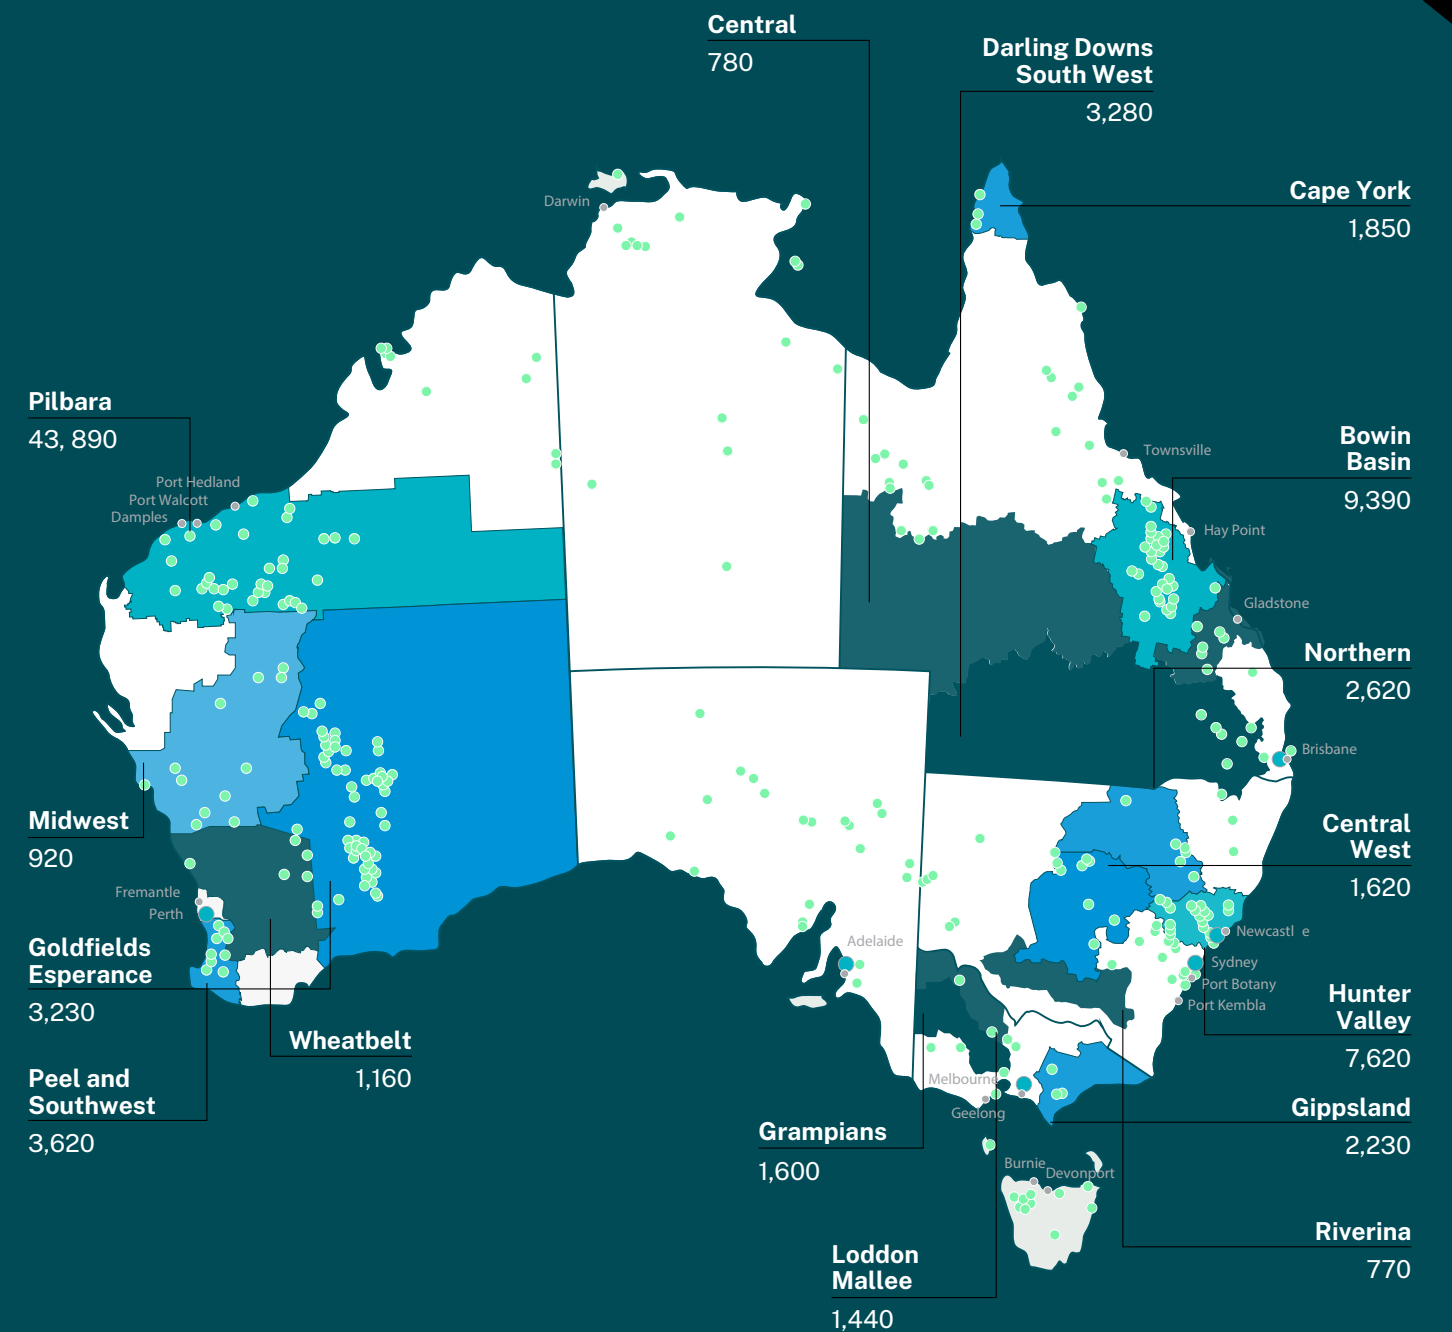 Central
780
Darling Downs
South West
3,280
Darwin
Cape York
1,850
Pilbara
43, 890
Port Hedland
Port Walcott
Damples
Townsville
Bowin
Basin
9,390
Hay Point
Gladstone
Northern
2,620
Brisbane
Midwest
920
Central
West
1,620
Fremantle
Perth
Goldfields
Esperance
3,230
Adelaide
Newcastl e
Sydney
Port Botany
Port Kembla
Hunter
Valley
7,620
Wheatbelt
1,160
Peel and
Southwest
3,620
Melbourne
Geelong
Gippsland
2,230
Grampians
1,600
Burnie
Devonport
Riverina
770
Loddon
Mallee
1,440